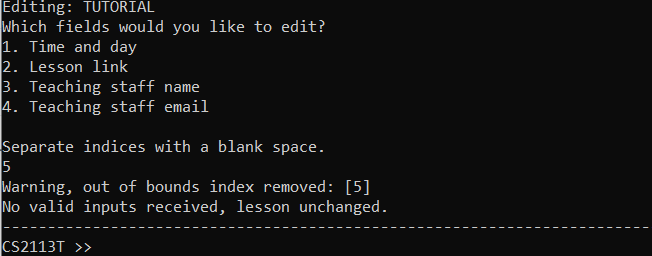 Editing: TUTORIAL
Which fields would you like to edit?
1. Time and day
2. Lesson link
3. Teaching staff name
4. Teaching staff email
Separate indices with a blank space.
5
Warning, out of bounds index removed: [5]
No valid inputs received, lesson unchanged.
--------------------------------------------------------------------------------
CS2113T >>